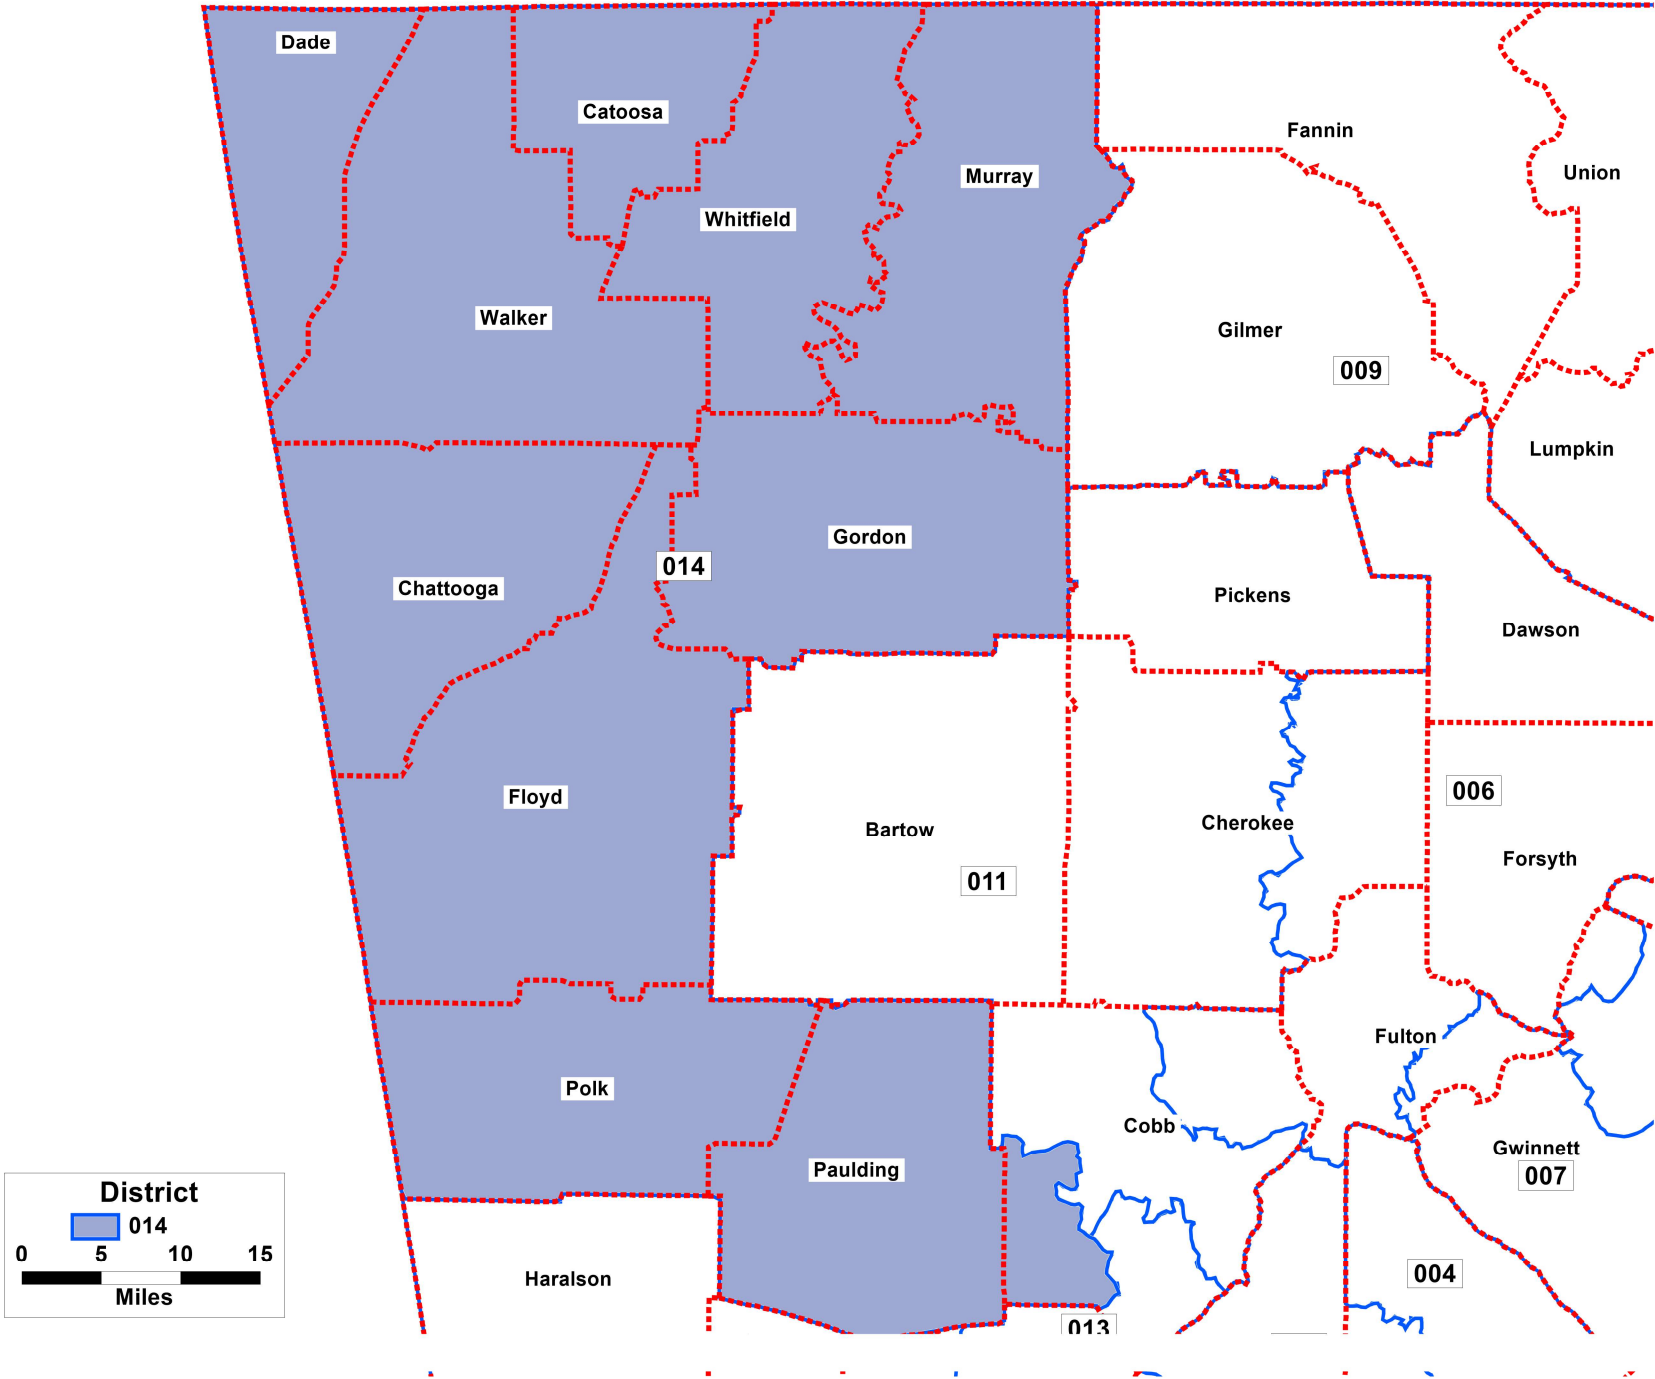 Dade
Catoosa
Fannin
Union
Murray
Whitfield
Walker
Gilmer
009
Lumpkin
Gordon
014
Chattooga
Pickens
Dawson
006
Floyd
Cherokee
Bartow
Forsyth
011
Fulton
Polk
Cobb
Gwinnett
007
Paulding
District
014
0 5 10 15
Miles
Haralson
004
013